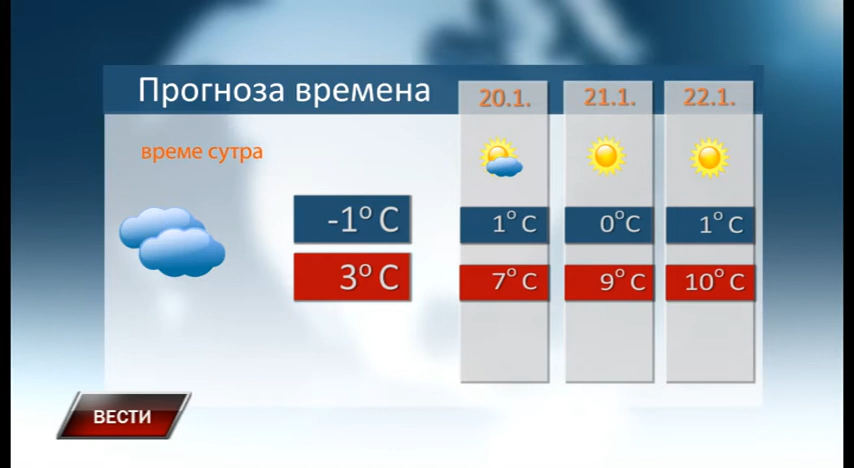 Прогноза времена
време сутра
-1° C
3° C
20.1.
1° C
7° C
21.1.
0°C
9° C
22.1.
1° C
10° C
ВЕСТИ